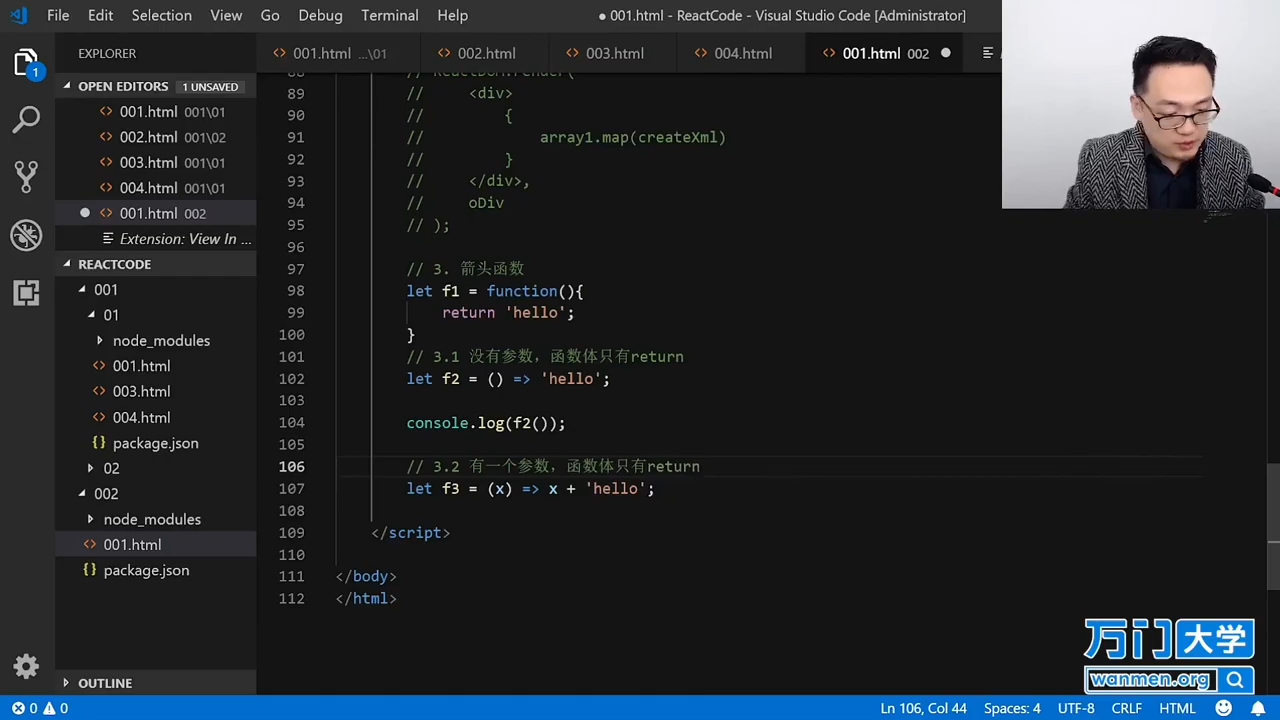 File Edit Selection View Go Debug Terminal Help
● 001.html - ReactCode - Visual Studio Code [Administrator]
EXPLORER
001.html ...\01
002.html
003.html
004.html
001.html 002
1
OPEN EDITORS 1 UNSAVED
001.html 001\01
002.html 001\02
003.html 001\01
004.html 001\01
001.html 002
Extension: View In ...
REACTCODE
001
01
node_modules
001.html
003.html
004.html
package.json
02
002
node_modules
001.html
package.json
OUTLINE
88 // ReactDOM.render(
89 // <div>
90 // {
91 // array1.map(createXml)
92 // }
93 // </div>,
94 // oDiv
95 // );
96
97 // 3. 箭头函数
98 let f1 = function(){
99 return 'hello';
100 }
101 // 3.1 没有参数，函数体只有return
102 let f2 = () => 'hello';
103
104 console.log(f2());
105
106 // 3.2 有一个参数，函数体只有return
107 let f3 = (x) => x + 'hello';
108
109 </script>
110
111 </body>
112 </html>
万门大学
wanmen.org
0 0
Ln 106, Col 44 Spaces: 4 UTF-8 CRLF HTML